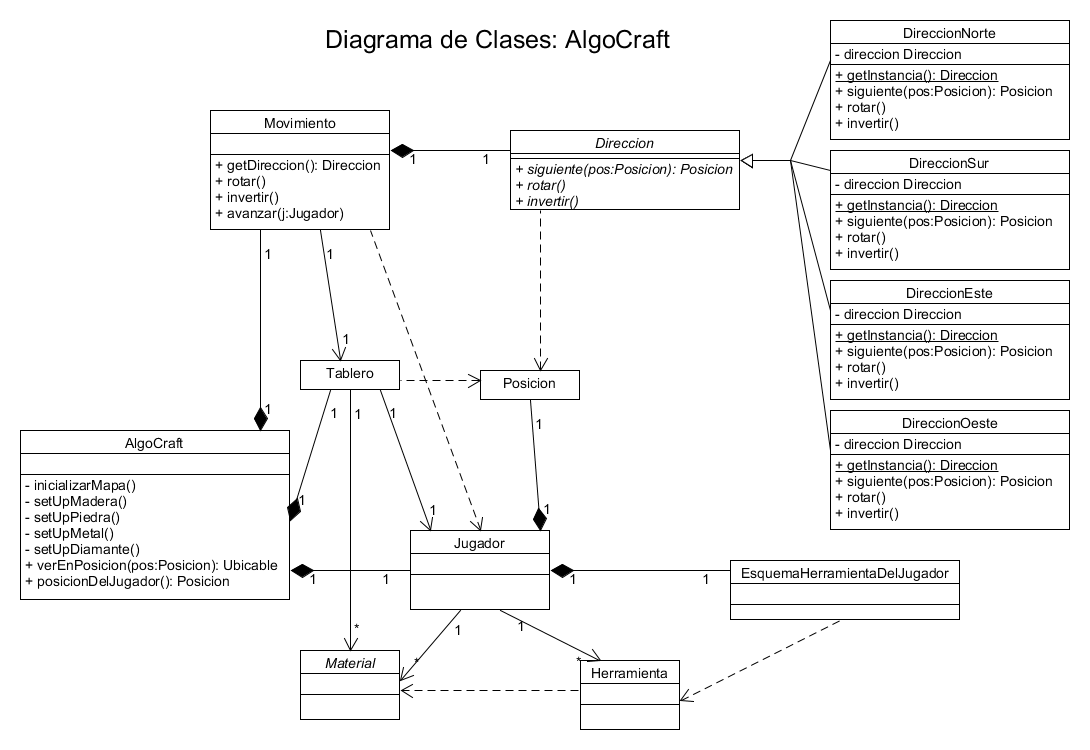 Diagrama de Clases: AlgoCraft
Movimiento
+ getDireccion(): Direccion
+ rotar()
+ invertir()
+ avanzar(j:Jugador)
1
1
Direccion
+ siguiente(pos:Posicion): Posicion
+ rotar()
+ invertir()
DireccionNorte
- direccion Direccion
+ getInstancia(): Direccion
+ siguiente(pos:Posicion): Posicion
+ rotar()
+ invertir()
DireccionSur
- direccion Direccion
+ getInstancia(): Direccion
+ siguiente(pos:Posicion): Posicion
+ rotar()
+ invertir()
DireccionEste
- direccion Direccion
+ getInstancia(): Direccion
+ siguiente(pos:Posicion): Posicion
+ rotar()
+ invertir()
DireccionOeste
- direccion Direccion
+ getInstancia(): Direccion
+ siguiente(pos:Posicion): Posicion
+ rotar()
+ invertir()
1
1
1
Tablero
Posicion
1
1
1
1
1
AlgoCraft
- inicializarMapa()
- setUpMadera()
- setUpPiedra()
- setUpMetal()
- setUpDiamante()
+ verEnPosicion(pos:Posicion): Ubicable
+ posicionDelJugador(): Posicion
1
1
1
Jugador
1
1
1
1
EsquemaHerramientaDelJugador
*
1
1
*
*
Material
Herramienta